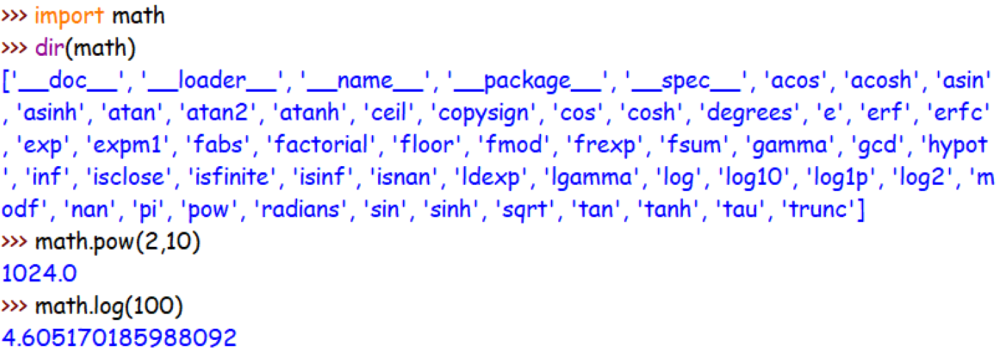 >>> import math
>>> dir(math)
['__doc__', '__loader__', '__name__', '__package__', '__spec__', 'acos', 'acosh', 'asin'
, 'asinh', 'atan', 'atan2', 'atanh', 'ceil', 'copysign', 'cos', 'cosh', 'degrees', 'e', 'erf', 'erfc'
, 'exp', 'expm1', 'fabs', 'factorial', 'floor', 'fmod', 'frexp', 'fsum', 'gamma', 'gcd', 'hypot
', 'inf', 'isclose', 'isfinite', 'isinf', 'isnan', 'ldexp', 'lgamma', 'log', 'log10', 'log1p', 'log2', 'm
odf', 'nan', 'pi', 'pow', 'radians', 'sin', 'sinh', 'sqrt', 'tan', 'tanh', 'tau', 'trunc']
>>> math.pow(2,10)
1024.0
>>> math.log(100)
4.605170185988092